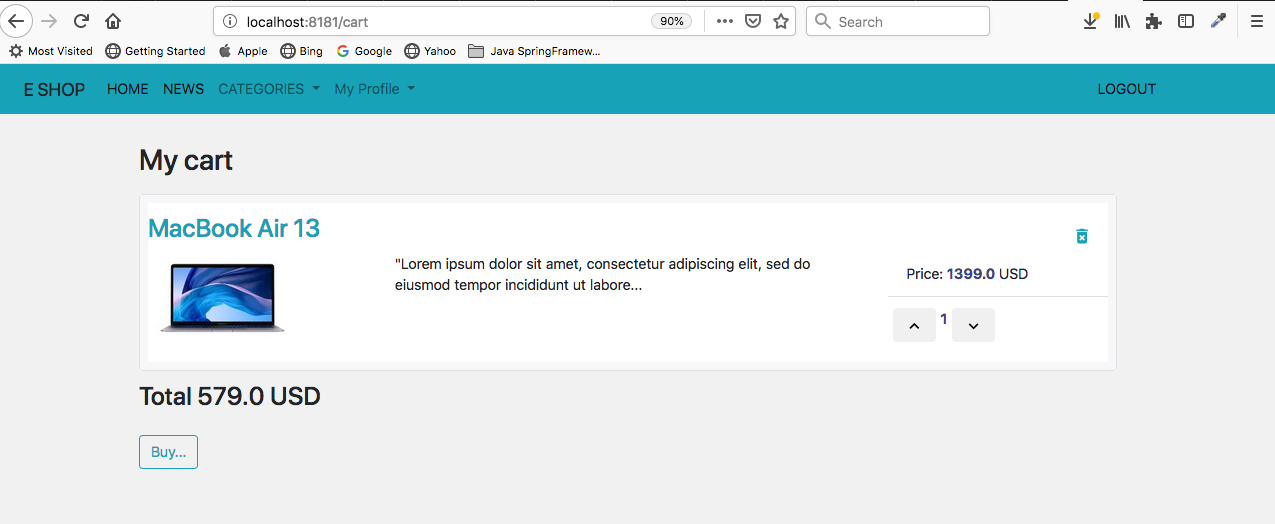 localhost:8181/cart 90% Search
Most Visited Getting Started Apple Bing Google Yahoo Java SpringFramew...
E SHOP HOME NEWS CATEGORIES My Profile LOGOUT
My cart
MacBook Air 13
"Lorem ipsum dolor sit amet, consectetur adipiscing elit, sed do
eiusmod tempor incididunt ut labore...
Price: 1399.0 USD
1
Total 579.0 USD
Buy...